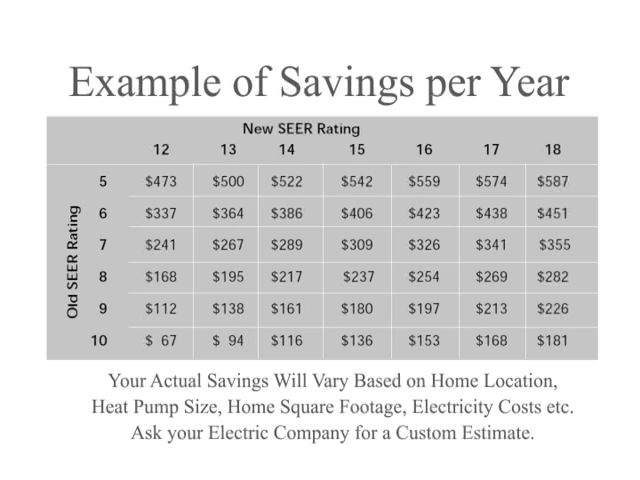 Example of Savings per Year
New SEER Rating
12 13 14 15 16 17 18
Old SEER Rating
5 $473 $500 $522 $542 $559 $574 $587
6 $337 $364 $386 $406 $423 $438 $451
7 $241 $267 $289 $309 $326 $341 $355
8 $168 $195 $217 $237 $254 $269 $282
9 $112 $138 $161 $180 $197 $213 $226
10 $ 67 $ 94 $116 $136 $153 $168 $181
Your Actual Savings Will Vary Based on Home Location,
Heat Pump Size, Home Square Footage, Electricity Costs etc.
Ask your Electric Company for a Custom Estimate.